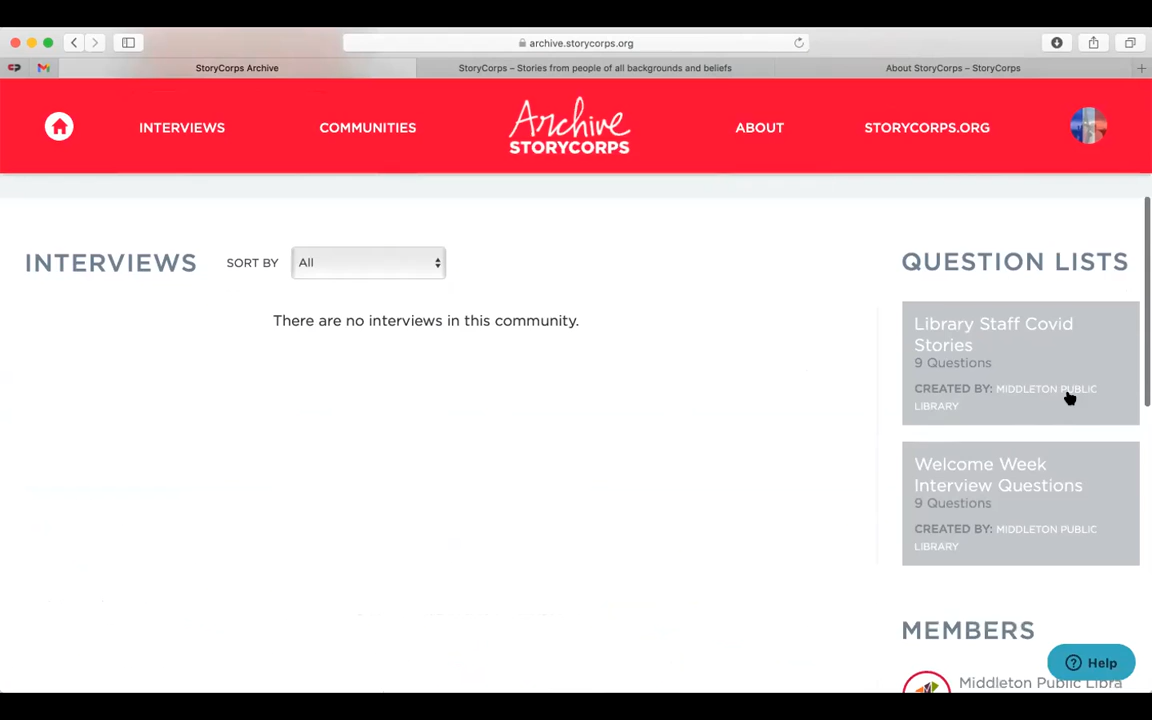 archive.storycorps.org
StoryCorps Archive
StoryCorps – Stories from people of all backgrounds and beliefs
About StoryCorps – StoryCorps
INTERVIEWS
COMMUNITIES
Archive
STORYCORPS
ABOUT
STORYCORPS.ORG
INTERVIEWS
SORT BY
All
There are no interviews in this community.
QUESTION LISTS
Library Staff Covid
Stories
9 Questions
CREATED BY: MIDDLETON PUBLIC
LIBRARY
Welcome Week
Interview Questions
9 Questions
CREATED BY: MIDDLETON PUBLIC
LIBRARY
MEMBERS
Middleton Public Libra
? Help